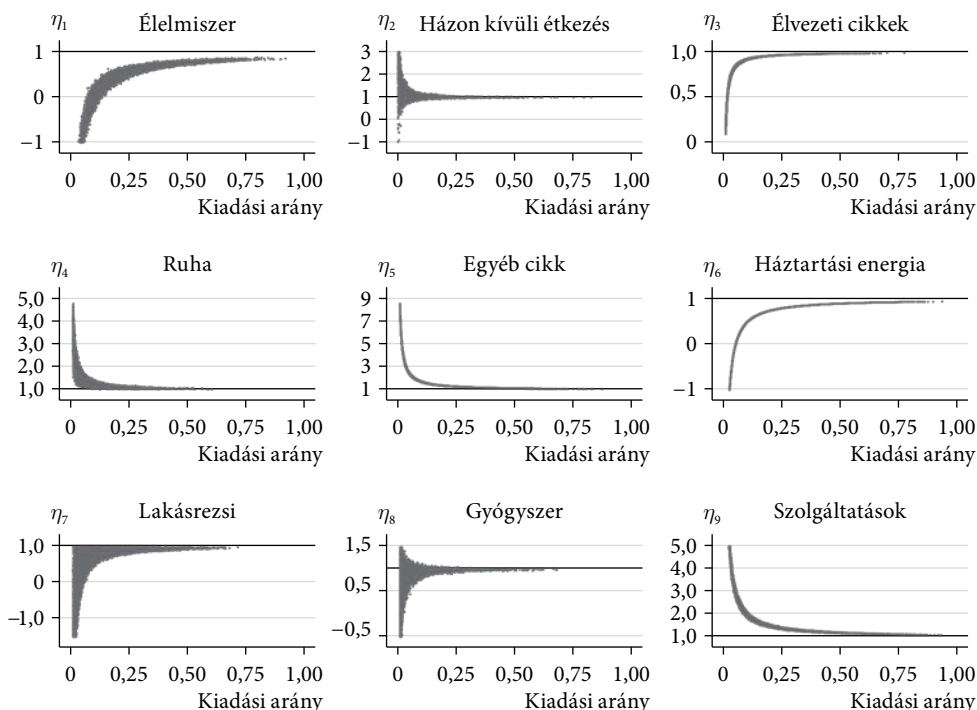 η1 Élelmiszer
1
0
−1
0 0,25 0,50 0,75 1,00
Kiadási arány
η2 Házon kívüli étkezés
3
2
1
0
−1
0 0,25 0,50 0,75 1,00
Kiadási arány
η3 Élvezeti cikkek
1,0
0,5
0
0 0,25 0,50 0,75 1,00
Kiadási arány
η4 Ruha
5,0
4,0
3,0
2,0
1,0
0 0,25 0,50 0,75 1,00
Kiadási arány
η5 Egyéb cikk
9
7
5
3
1
0 0,25 0,50 0,75 1,00
Kiadási arány
η6 Háztartási energia
1
0
−1
0 0,25 0,50 0,75 1,00
Kiadási arány
η7 Lakásrezsi
1,0
0
−1,0
0 0,25 0,50 0,75 1,00
Kiadási arány
η8 Gyógyszer
1,5
0,5
−0,5
0 0,25 0,50 0,75 1,00
Kiadási arány
η9 Szolgáltatások
5,0
4,0
3,0
2,0
1,0
0 0,25 0,50 0,75 1,00
Kiadási arány